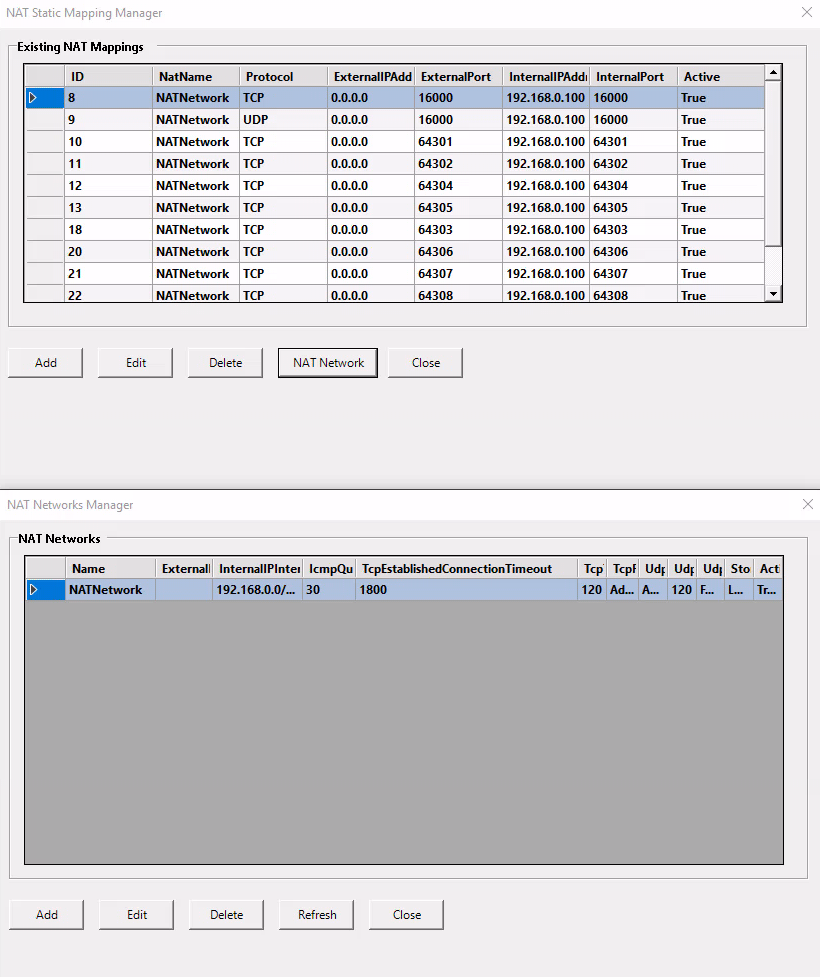 NAT Static Mapping Manager
Existing NAT Mappings
ID NatName Protocol ExternalIPAdd ExternalPort InternalIPAddr InternalPort Active
8 NATNetwork TCP 0.0.0.0 16000 192.168.0.100 16000 True
9 NATNetwork UDP 0.0.0.0 16000 192.168.0.100 16000 True
10 NATNetwork TCP 0.0.0.0 64301 192.168.0.100 64301 True
11 NATNetwork TCP 0.0.0.0 64302 192.168.0.100 64302 True
12 NATNetwork TCP 0.0.0.0 64304 192.168.0.100 64304 True
13 NATNetwork TCP 0.0.0.0 64305 192.168.0.100 64305 True
18 NATNetwork TCP 0.0.0.0 64303 192.168.0.100 64303 True
20 NATNetwork TCP 0.0.0.0 64306 192.168.0.100 64306 True
21 NATNetwork TCP 0.0.0.0 64307 192.168.0.100 64307 True
22 NATNetwork TCP 0.0.0.0 64308 192.168.0.100 64308 True
Add Edit Delete NAT Network Close
NAT Networks Manager
NAT Networks
Name ExternalI InternalIPInter IcmpQu TcpEstablishedConnectionTimeout Tcp TcpF Udp Udp Udp Sto Acti
NATNetwork 192.168.0.0/... 30 1800 120 Ad... A... 120 F... L... Tr...
Add Edit Delete Refresh Close